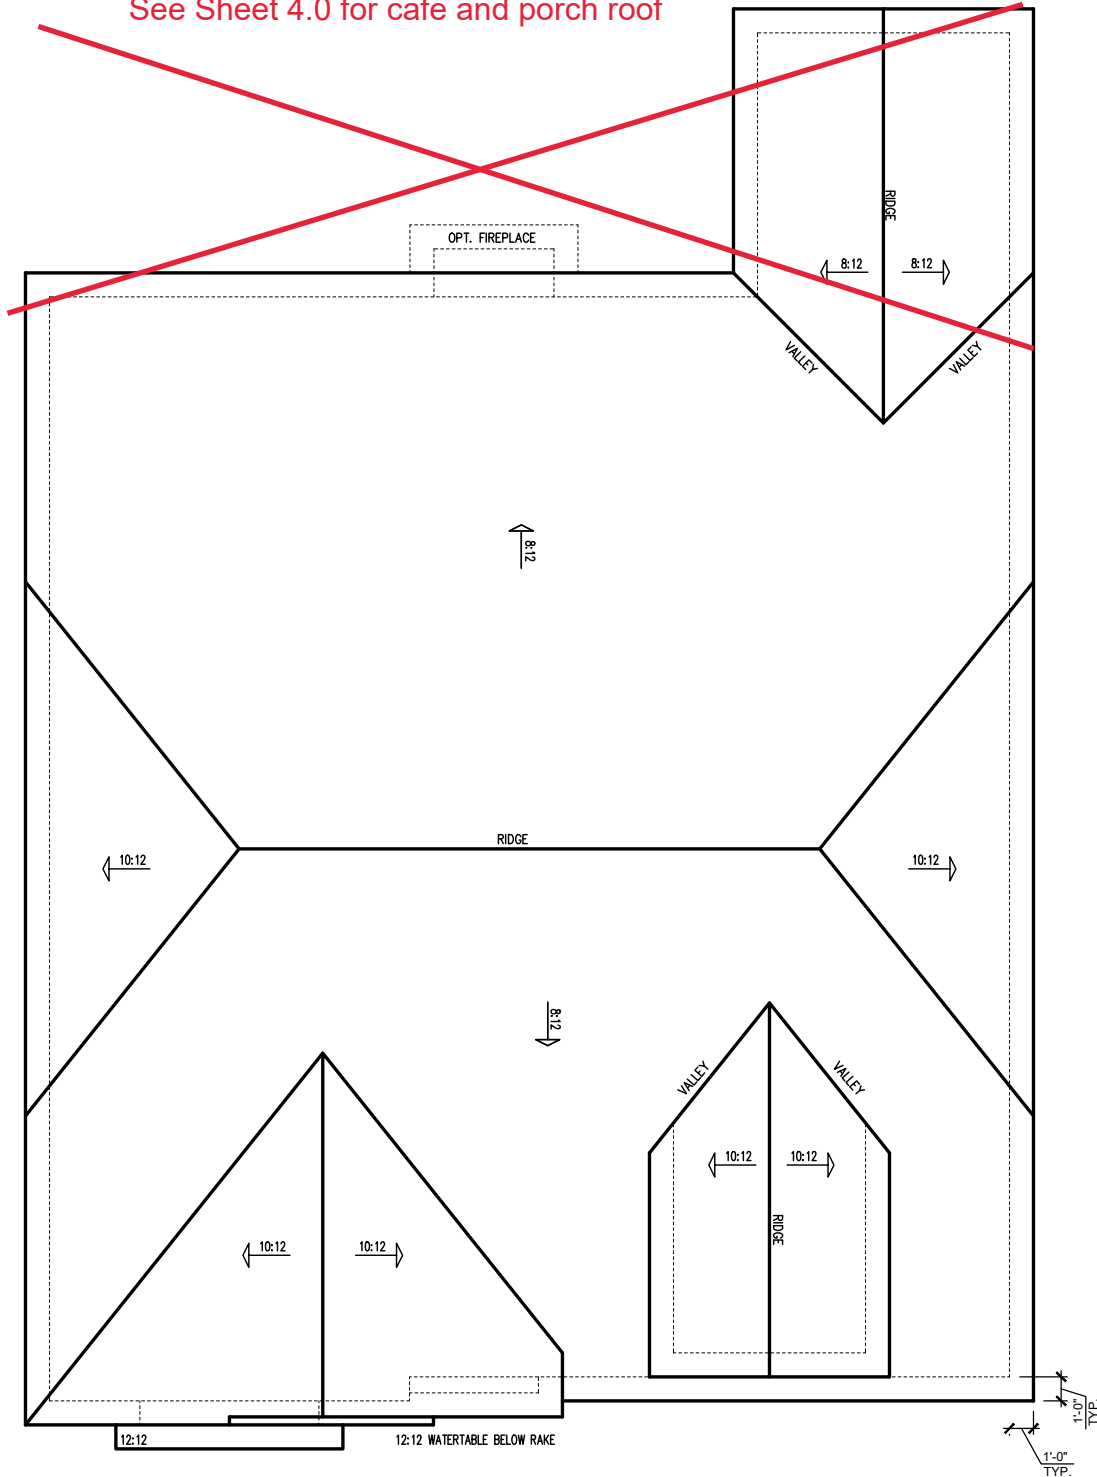 See Sheet 4.0 for cafe and porch roof
RIDGE
OPT. FIREPLACE
8:12
8:12
VALLEY
VALLEY
8:12
RIDGE
10:12
10:12
8:12
VALLEY
VALLEY
10:12
10:12
RIDGE
10:12
10:12
12:12
12:12 WATERTABLE BELOW RAKE
1'-0"
TYP.
1'-0"
TYP.